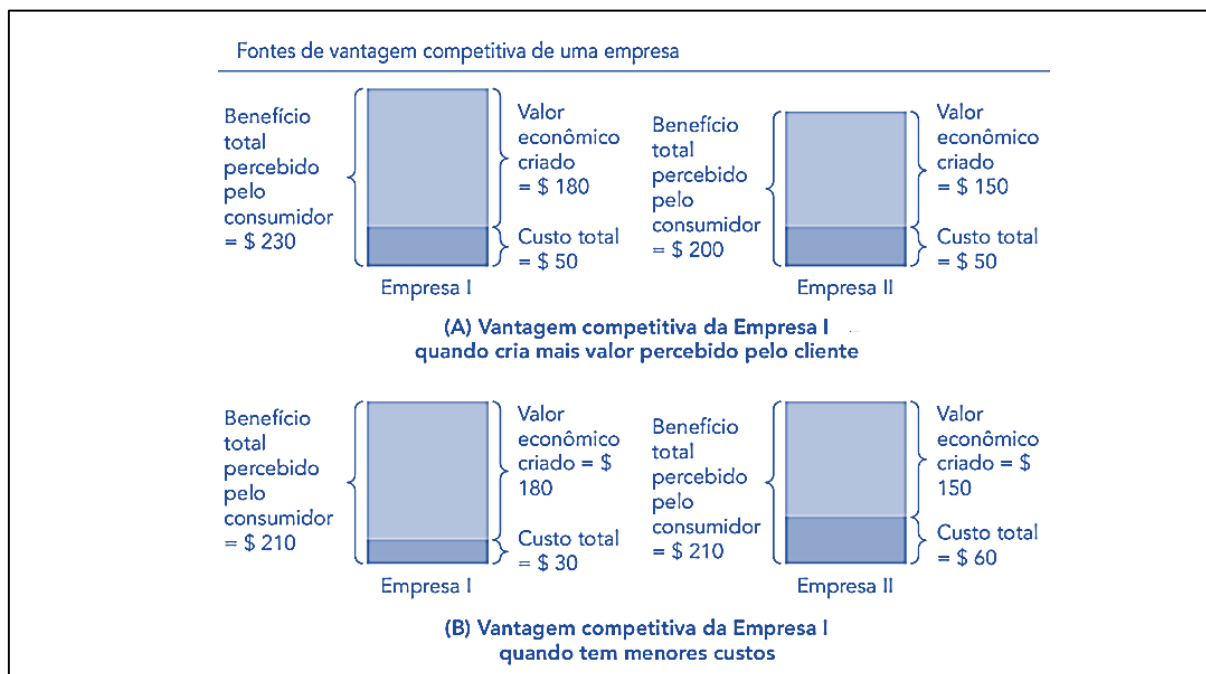 Fontes de vantagem competitiva de uma empresa
Benefício
total
percebido
pelo
consumidor
= $ 230
Valor
econômico
criado
= $ 180
Custo total
= $ 50
Empresa I
Benefício
total
percebido
pelo
consumidor
= $ 200
Valor
econômico
criado
= $ 150
Custo total
= $ 50
Empresa II
(A) Vantagem competitiva da Empresa I
quando cria mais valor percebido pelo cliente
Benefício
total
percebido
pelo
consumidor
= $ 210
Valor
econômico
criado = $
180
Custo total
= $ 30
Empresa I
Benefício
total
percebido
pelo
consumidor
= $ 210
Valor
econômico
criado = $
150
Custo total
= $ 60
Empresa II
(B) Vantagem competitiva da Empresa I
quando tem menores custos